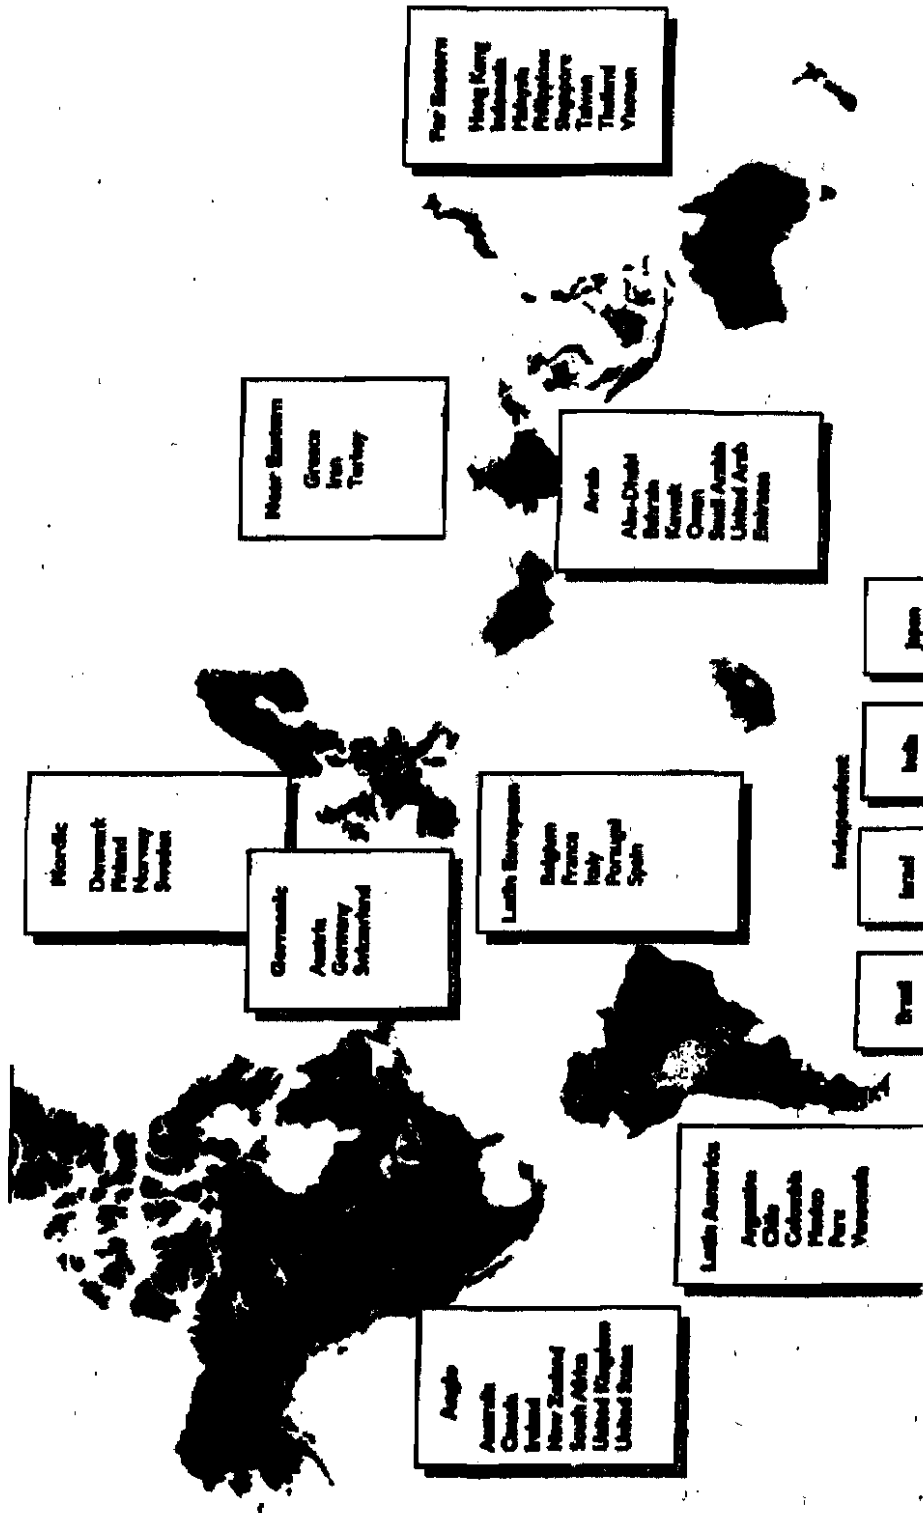 Nordic
Denmark
Finland
Norway
Sweden
Germanic
Austria
Germany
Switzerland
Near Eastern
Greece
Iran
Turkey
Far Eastern
Hong Kong
Indonesia
Malaysia
Philippines
Singapore
Taiwan
Thailand
Vietnam
Anglo
Australia
Canada
Ireland
New Zealand
South Africa
United Kingdom
United States
Latin European
Belgium
France
Italy
Portugal
Spain
Arab
Abu-Dhabi
Bahrain
Kuwait
Oman
Saudi Arabia
United Arab
Emirates
Latin America
Argentina
Chile
Colombia
Mexico
Peru
Venezuela
Independent
Brazil
Israel
India
Japan